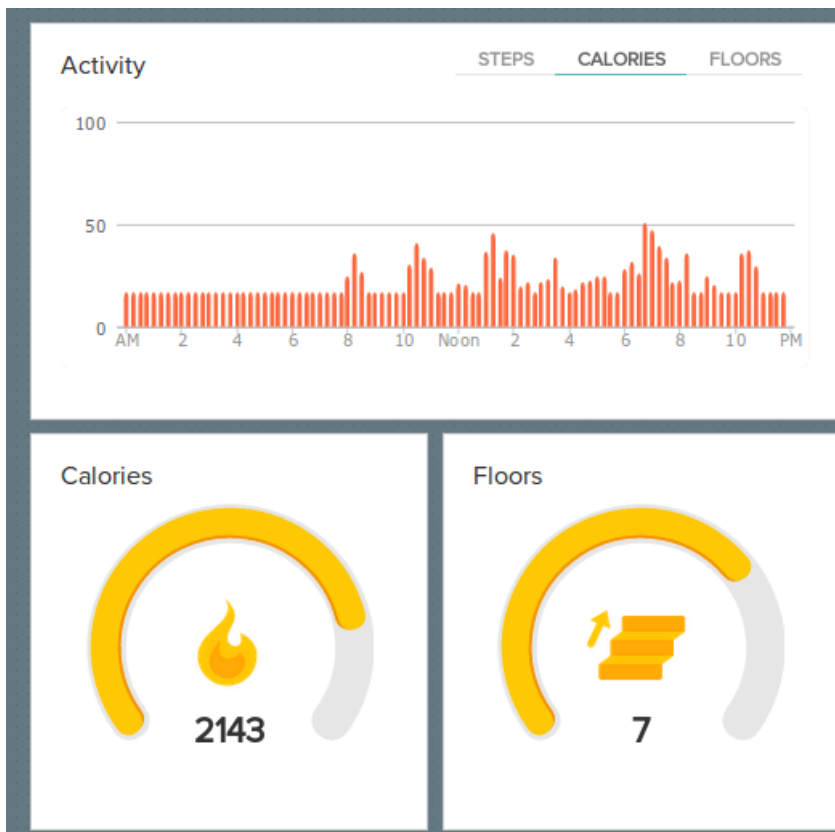 Activity
STEPS CALORIES FLOORS
100
50
0
AM 2 4 6 8 10 Noon 2 4 6 8 10 PM
Calories
2143
Floors
7